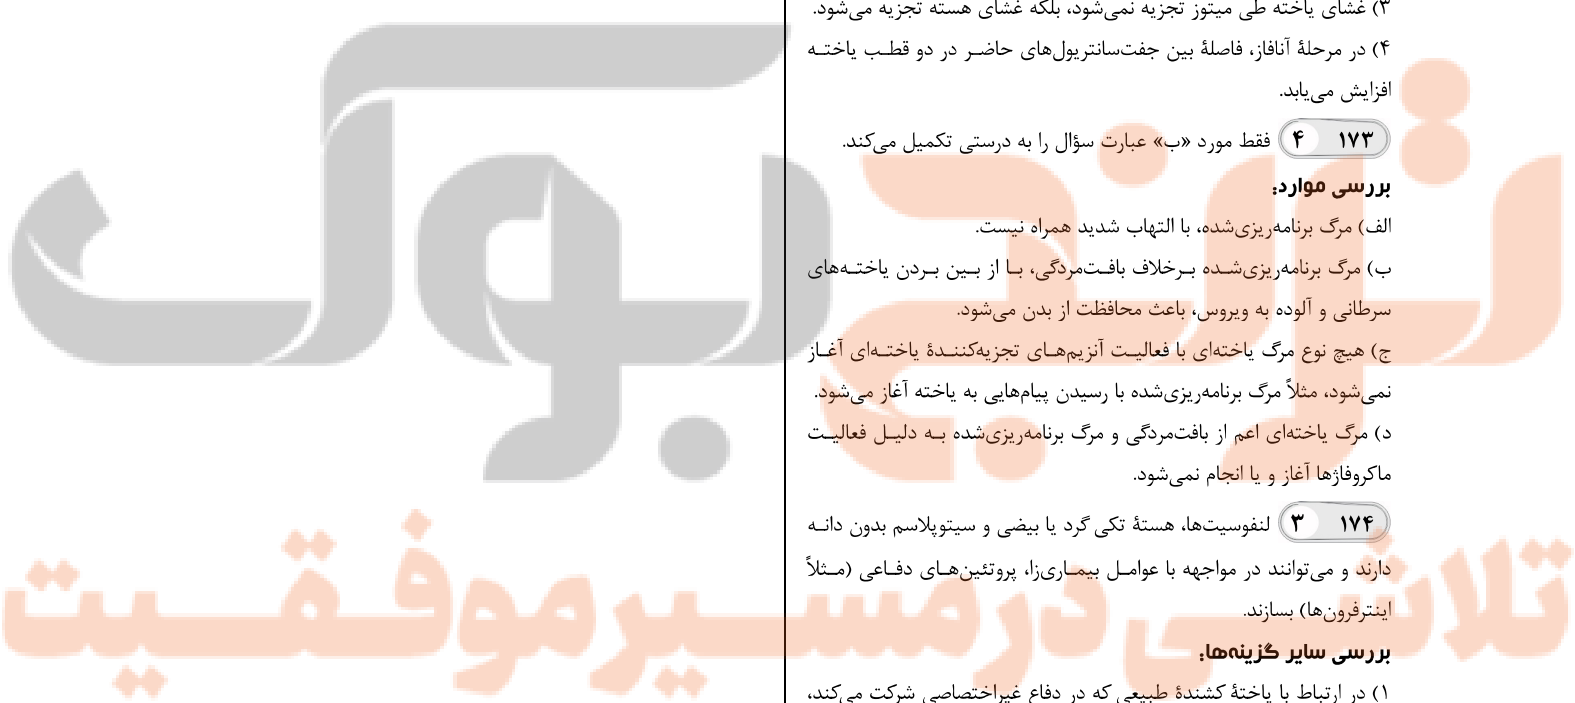 ۳) غشای یاخته طی میتوز تجزیه نمی‌شود، بلکه غشای هسته تجزیه می‌شود.
۴) در مرحلهٔ آنافاز، فاصلهٔ بین جفت‌سانتریول‌های حاضر در دو قطب یاخته
افزایش می‌یابد.
۱۷۳ ۴ فقط مورد «ب» عبارت سؤال را به درستی تکمیل می‌کند.
بررسی موارد:
الف) مرگ برنامه‌ریزی‌شده، با التهاب شدید همراه نیست.
ب) مرگ برنامه‌ریزی‌شده برخلاف بافت‌مردگی، با از بین بردن یاخته‌های
سرطانی و آلوده به ویروس، باعث محافظت از بدن می‌شود.
ج) هیچ نوع مرگ یاخته‌ای با فعالیت آنزیم‌های تجزیه‌کنندهٔ یاخته‌ای آغاز
نمی‌شود، مثلاً مرگ برنامه‌ریزی‌شده با رسیدن پیام‌هایی به یاخته آغاز می‌شود.
د) مرگ یاخته‌ای اعم از بافت‌مردگی و مرگ برنامه‌ریزی‌شده به دلیل فعالیت
ماکروفاژها آغاز و یا انجام نمی‌شود.
۱۷۴ ۳ لنفوسیت‌ها، هستهٔ تکی گرد یا بیضی و سیتوپلاسم بدون دانه
دارند و می‌توانند در مواجهه با عوامل بیماری‌زا، پروتئین‌های دفاعی (مثلاً
اینترفرون‌ها) بسازند.
بررسی سایر گزینه‌ها:
۱) در ارتباط با یاختهٔ کشندهٔ طبیعی که در دفاع غیراختصاصی شرکت می‌کند،
ترنج بوک
تلاشی در مسیر موفقیت